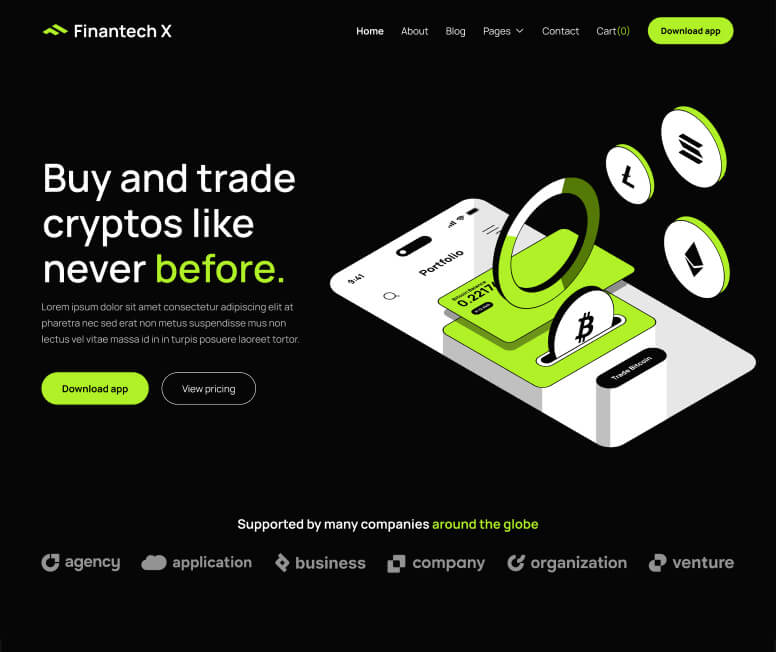 Finantech X
Home About Blog Pages Contact Cart(0) Download app
Buy and trade
cryptos like
never before.
Lorem ipsum dolor sit amet consectetur adipiscing elit at
pharetra nec sed erat non metus suspendisse mus non
lectus vel vitae massa id in in turpis posuere laoreet tortor.
Download app View pricing
9:41
Portfolio
Bitcoin Balance
Trade Bitcoin
Supported by many companies around the globe
agency application business company organization venture